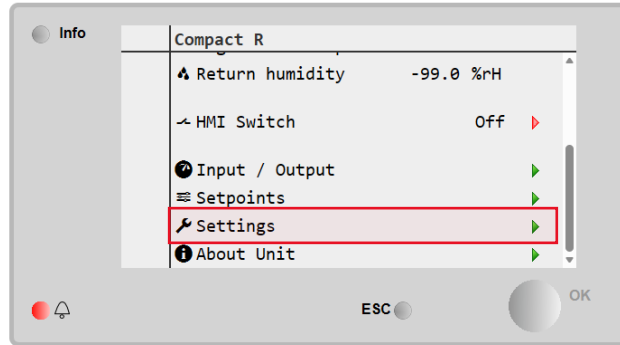 Info
Compact R
Return humidity -99.0 %rH
HMI Switch Off
Input / Output
Setpoints
Settings
About Unit
ESC
OK